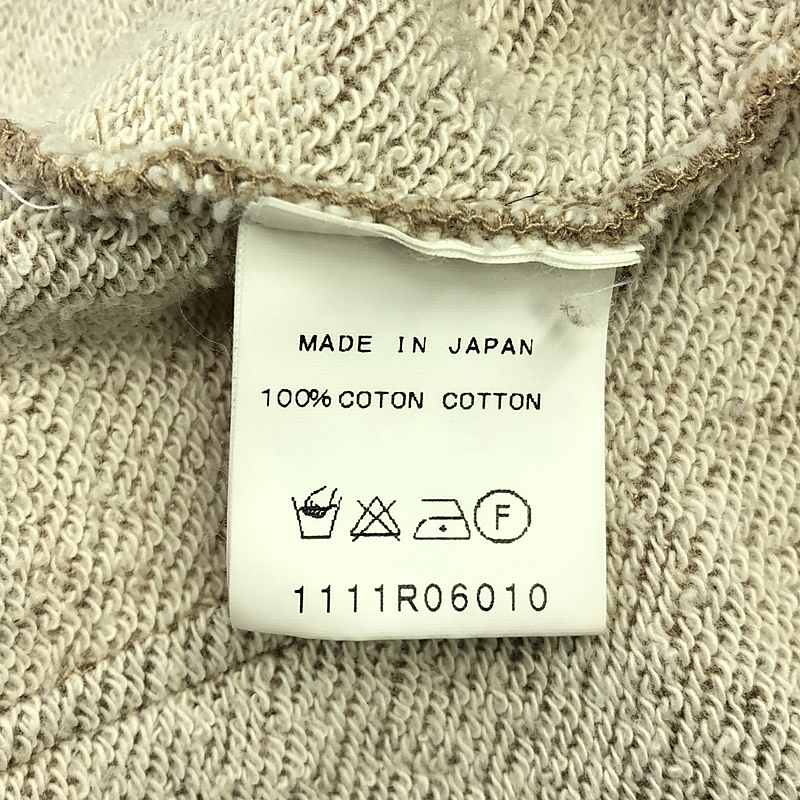 MADE IN JAPAN
100% COTON COTTON
F
1111R06010